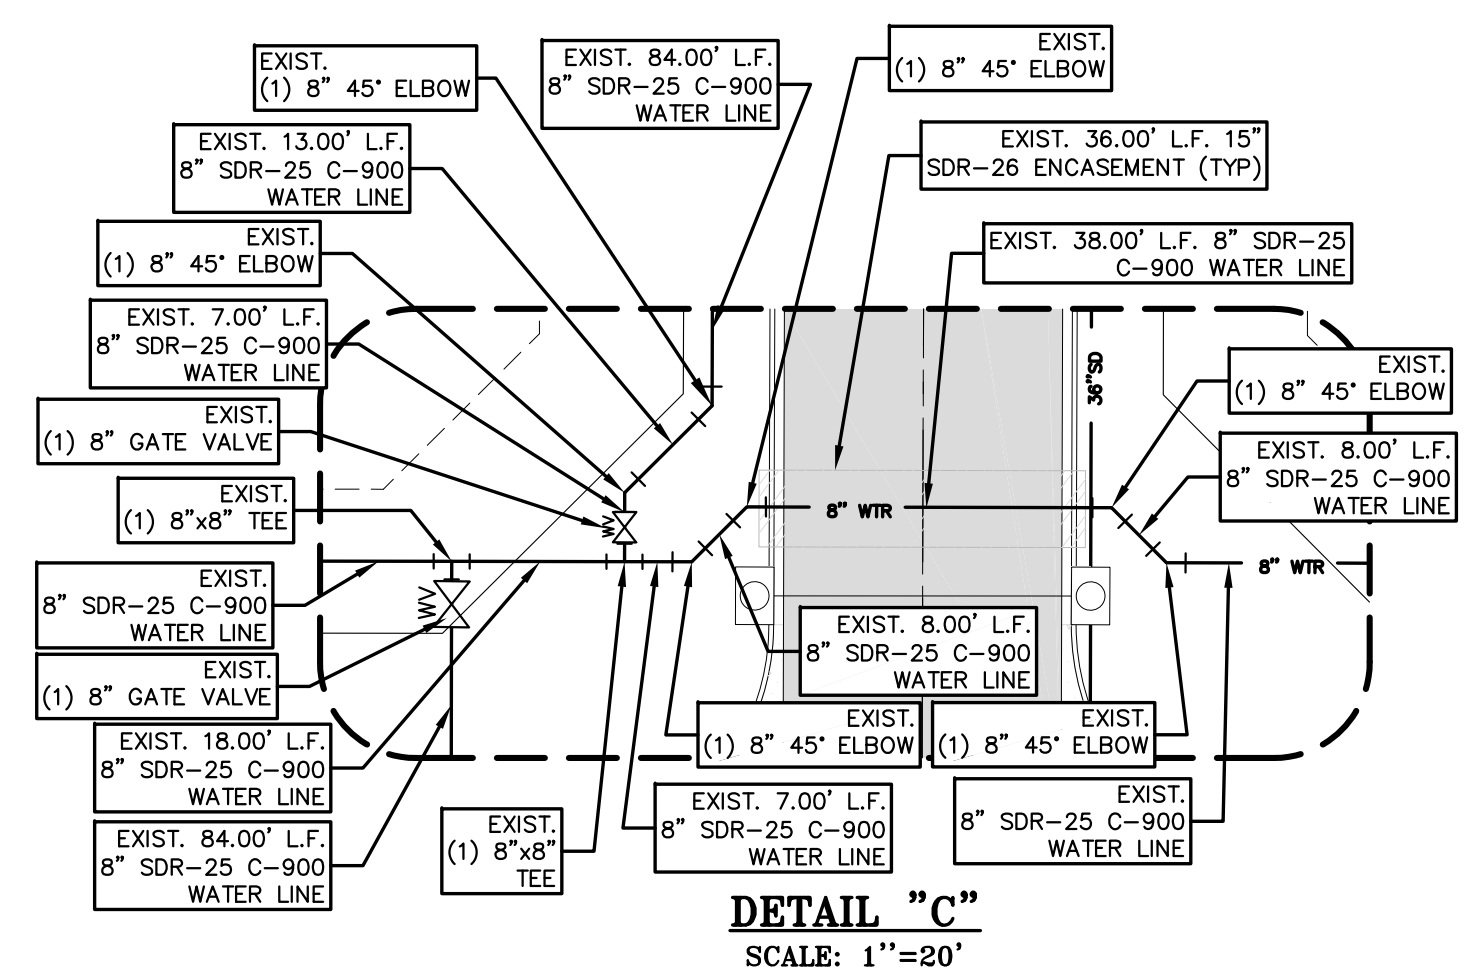 EXIST.
(1) 8" 45° ELBOW
EXIST. 84.00' L.F.
8" SDR-25 C-900
WATER LINE
EXIST.
(1) 8" 45° ELBOW
EXIST. 13.00' L.F.
8" SDR-25 C-900
WATER LINE
EXIST. 36.00' L.F. 15"
SDR-26 ENCASEMENT (TYP)
EXIST.
(1) 8" 45° ELBOW
EXIST. 38.00' L.F. 8" SDR-25
C-900 WATER LINE
EXIST. 7.00' L.F.
8" SDR-25 C-900
WATER LINE
EXIST.
(1) 8" 45° ELBOW
36"SD
EXIST.
(1) 8" GATE VALVE
EXIST. 8.00' L.F.
8" SDR-25 C-900
WATER LINE
EXIST.
(1) 8"x8" TEE
WV
8" WTR
8" WTR
EXIST.
8" SDR-25 C-900
WATER LINE
WV
EXIST. 8.00' L.F.
8" SDR-25 C-900
WATER LINE
EXIST.
(1) 8" GATE VALVE
EXIST.
(1) 8" 45° ELBOW
EXIST.
(1) 8" 45° ELBOW
EXIST. 18.00' L.F.
8" SDR-25 C-900
WATER LINE
EXIST. 7.00' L.F.
8" SDR-25 C-900
WATER LINE
EXIST.
8" SDR-25 C-900
WATER LINE
EXIST. 84.00' L.F.
8" SDR-25 C-900
WATER LINE
EXIST.
(1) 8"x8"
TEE
DETAIL "C"
SCALE: 1''=20'